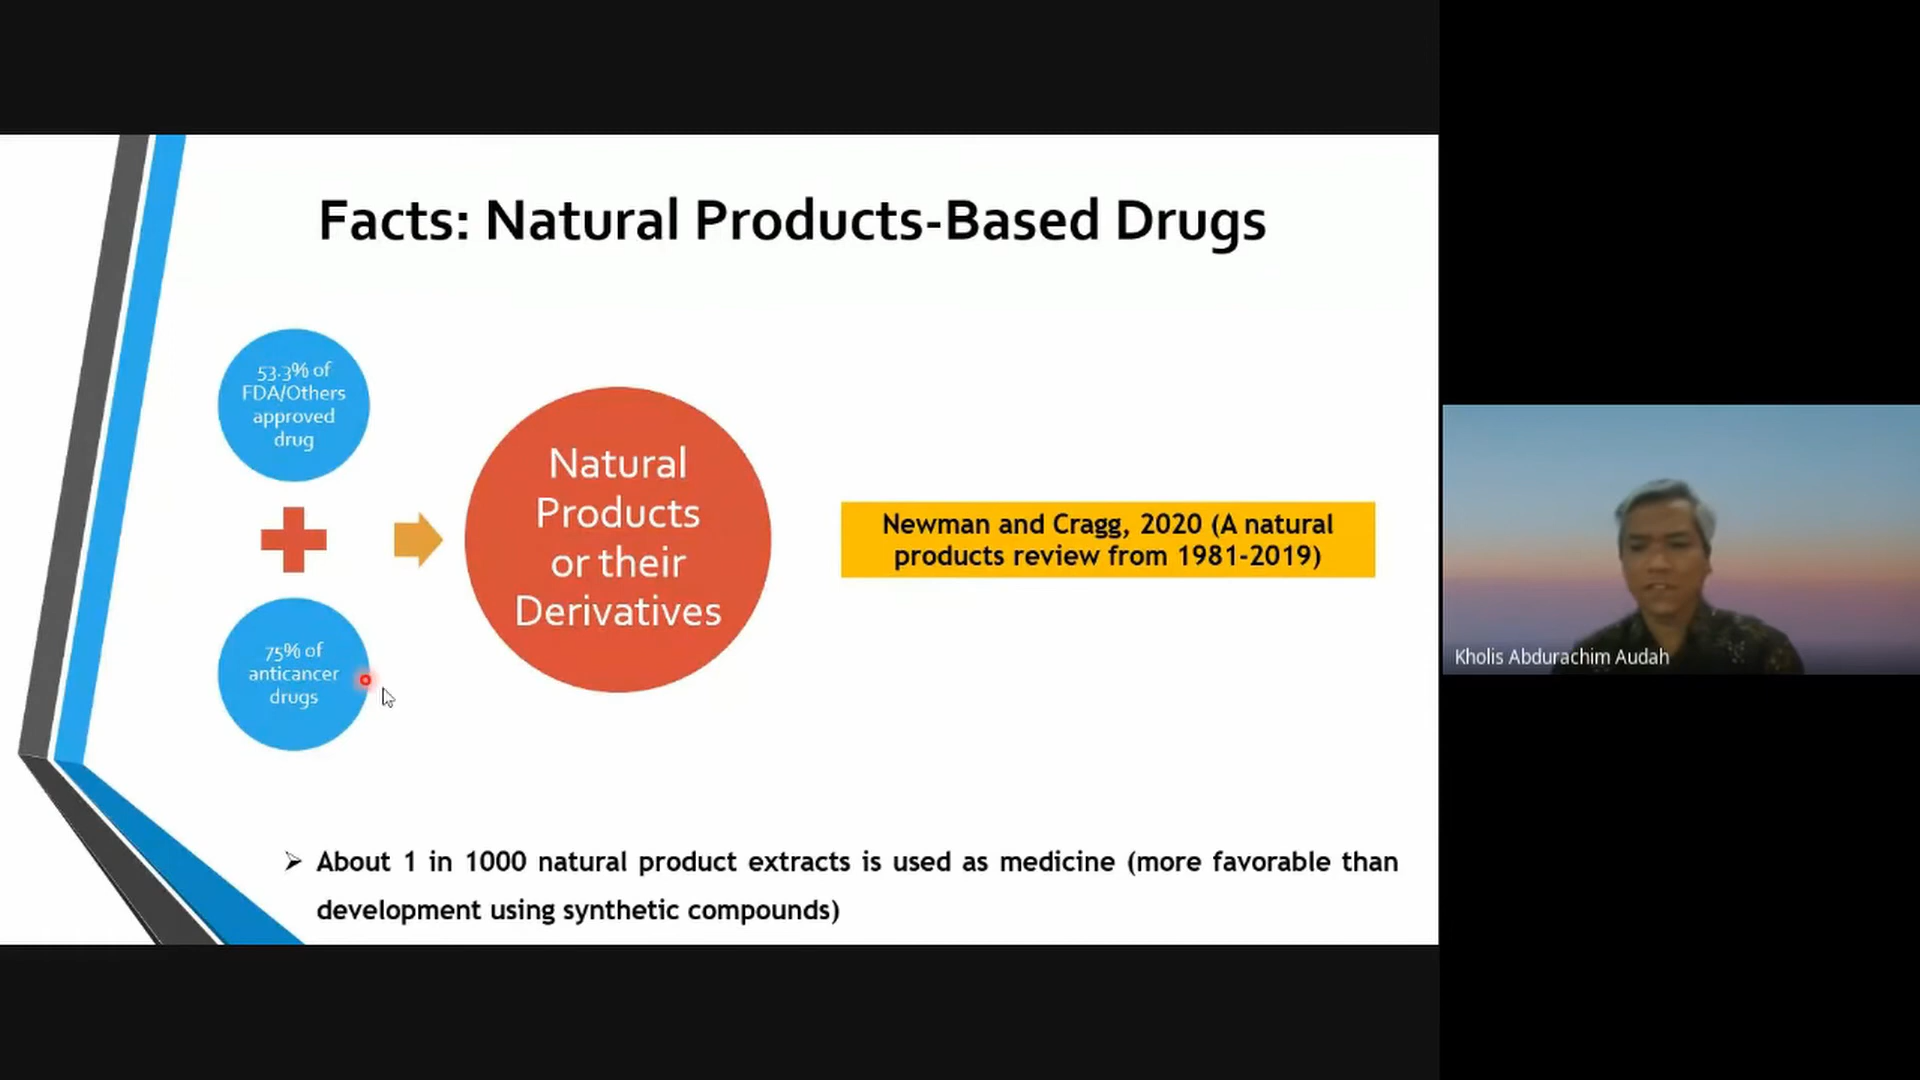 Facts: Natural Products-Based Drugs
53.3% of
FDA/Others
approved
drug
75% of
anticancer
drugs
Natural
Products
or their
Derivatives
Newman and Cragg, 2020 (A natural
products review from 1981-2019)
About 1 in 1000 natural product extracts is used as medicine (more favorable than
development using synthetic compounds)
Kholis Abdurachim Audah